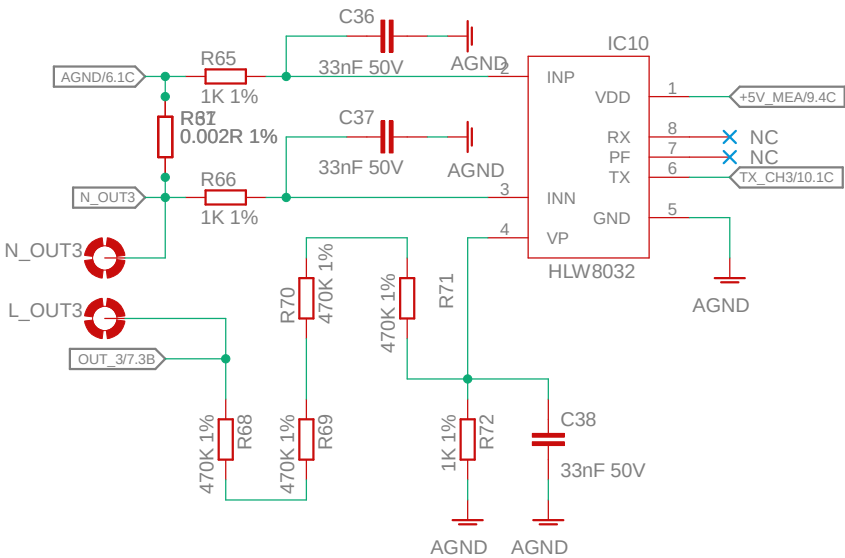 C36
33nF 50V
AGND
AGND/6.1C
R65
1K 1%
0.002R 1%
C37
33nF 50V
AGND
N_OUT3
R66
1K 1%
N_OUT3
L_OUT3
OUT_3/7.3B
IC10
2
INP
3
INN
4
VP
VDD
1
+5V_MEA/9.4C
RX
8
NC
PF
7
NC
TX
6
TX_CH3/10.1C
GND
5
HLW8032
AGND
R70
470K 1%
470K 1%
R71
470K 1%
R68
470K 1%
R69
1K 1%
R72
C38
33nF 50V
AGND
AGND